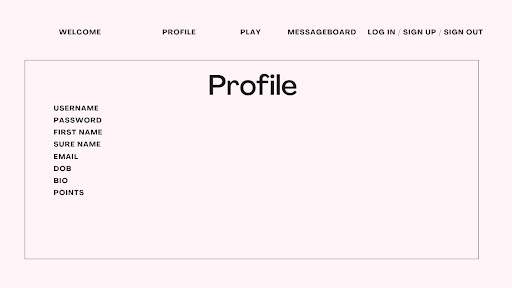 WELCOME PROFILE PLAY MESSAGEBOARD LOG IN / SIGN UP / SIGN OUT
Profile
USERNAME
PASSWORD
FIRST NAME
SURE NAME
EMAIL
DOB
BIO
POINTS